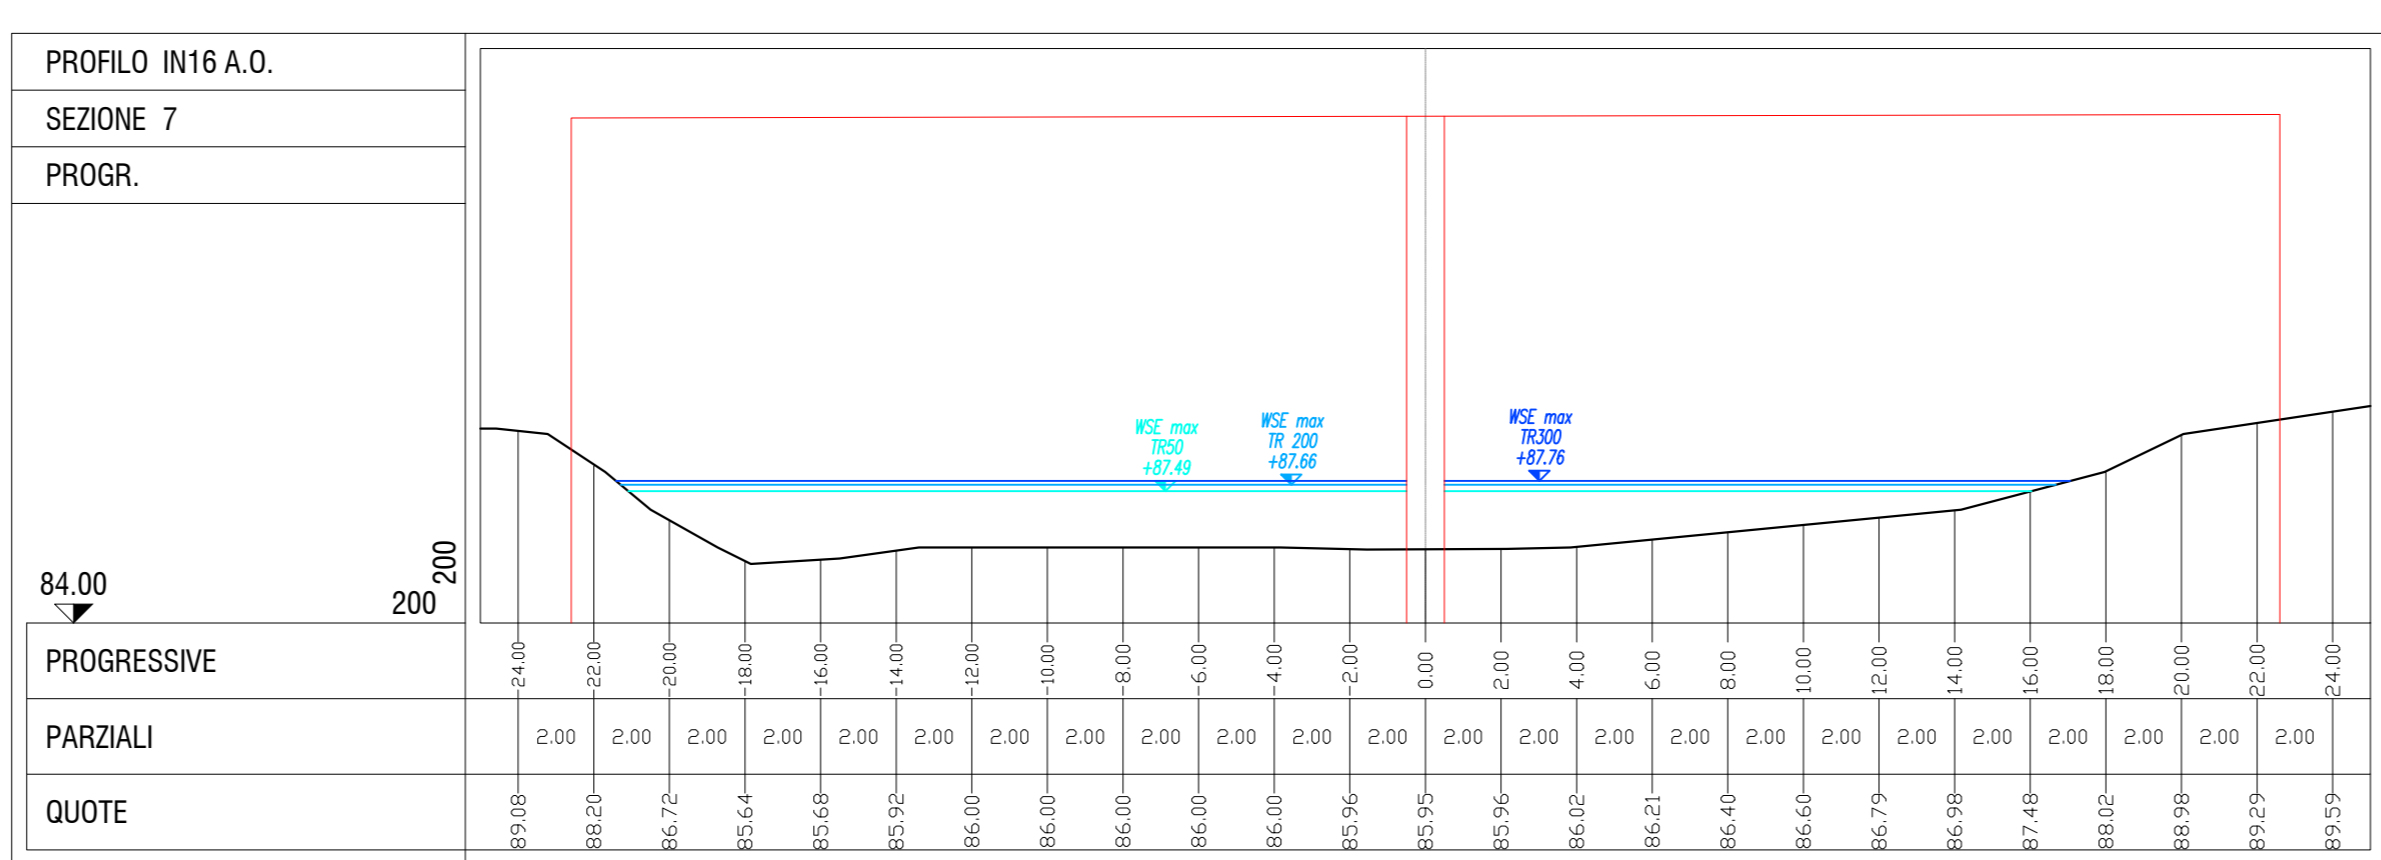 PROFILO IN16 A.O.
SEZIONE 7
PROGR.
WSE max
TR50
+87.49
WSE max
TR 200
+87.66
WSE max
TR300
+87.76
84.00
200
200
PROGRESSIVE -24.00 -22.00 -20.00 -18.00 -16.00 -14.00 -12.00 -10.00 -8.00 -6.00 -4.00 -2.00 0.00 2.00 4.00 6.00 8.00 10.00 12.00 14.00 16.00 18.00 20.00 22.00 24.00
PARZIALI 2.00 2.00 2.00 2.00 2.00 2.00 2.00 2.00 2.00 2.00 2.00 2.00 2.00 2.00 2.00 2.00 2.00 2.00 2.00 2.00 2.00 2.00 2.00 2.00
QUOTE 89.08 88.20 86.72 85.64 85.68 85.92 86.00 86.00 86.00 86.00 86.00 85.96 85.95 85.96 86.02 86.21 86.40 86.60 86.79 86.98 87.48 88.02 88.98 89.29 89.59